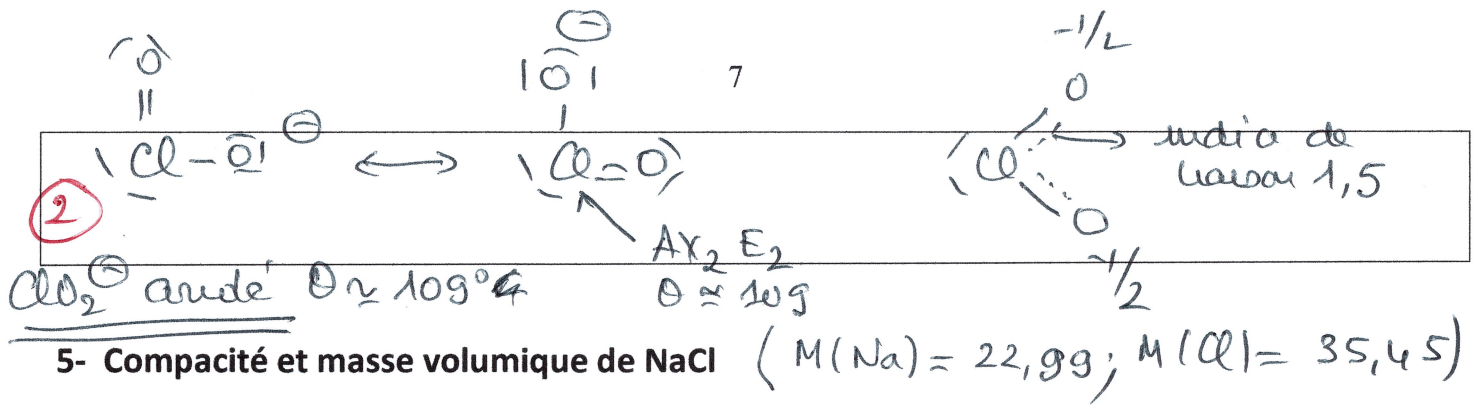 7
-1/2
O
||
Cl-O ⊖ ⟷ |O| ⊖
Cl=O
O
Cl ⟶ indice de
liaison 1,5
O
-1/2
2
AX2 E2
θ ≃ 109
ClO2⊖ coudé θ ≃ 109°4
5- Compacité et masse volumique de NaCl (M(Na) = 22,99; M(Cl) = 35,45)